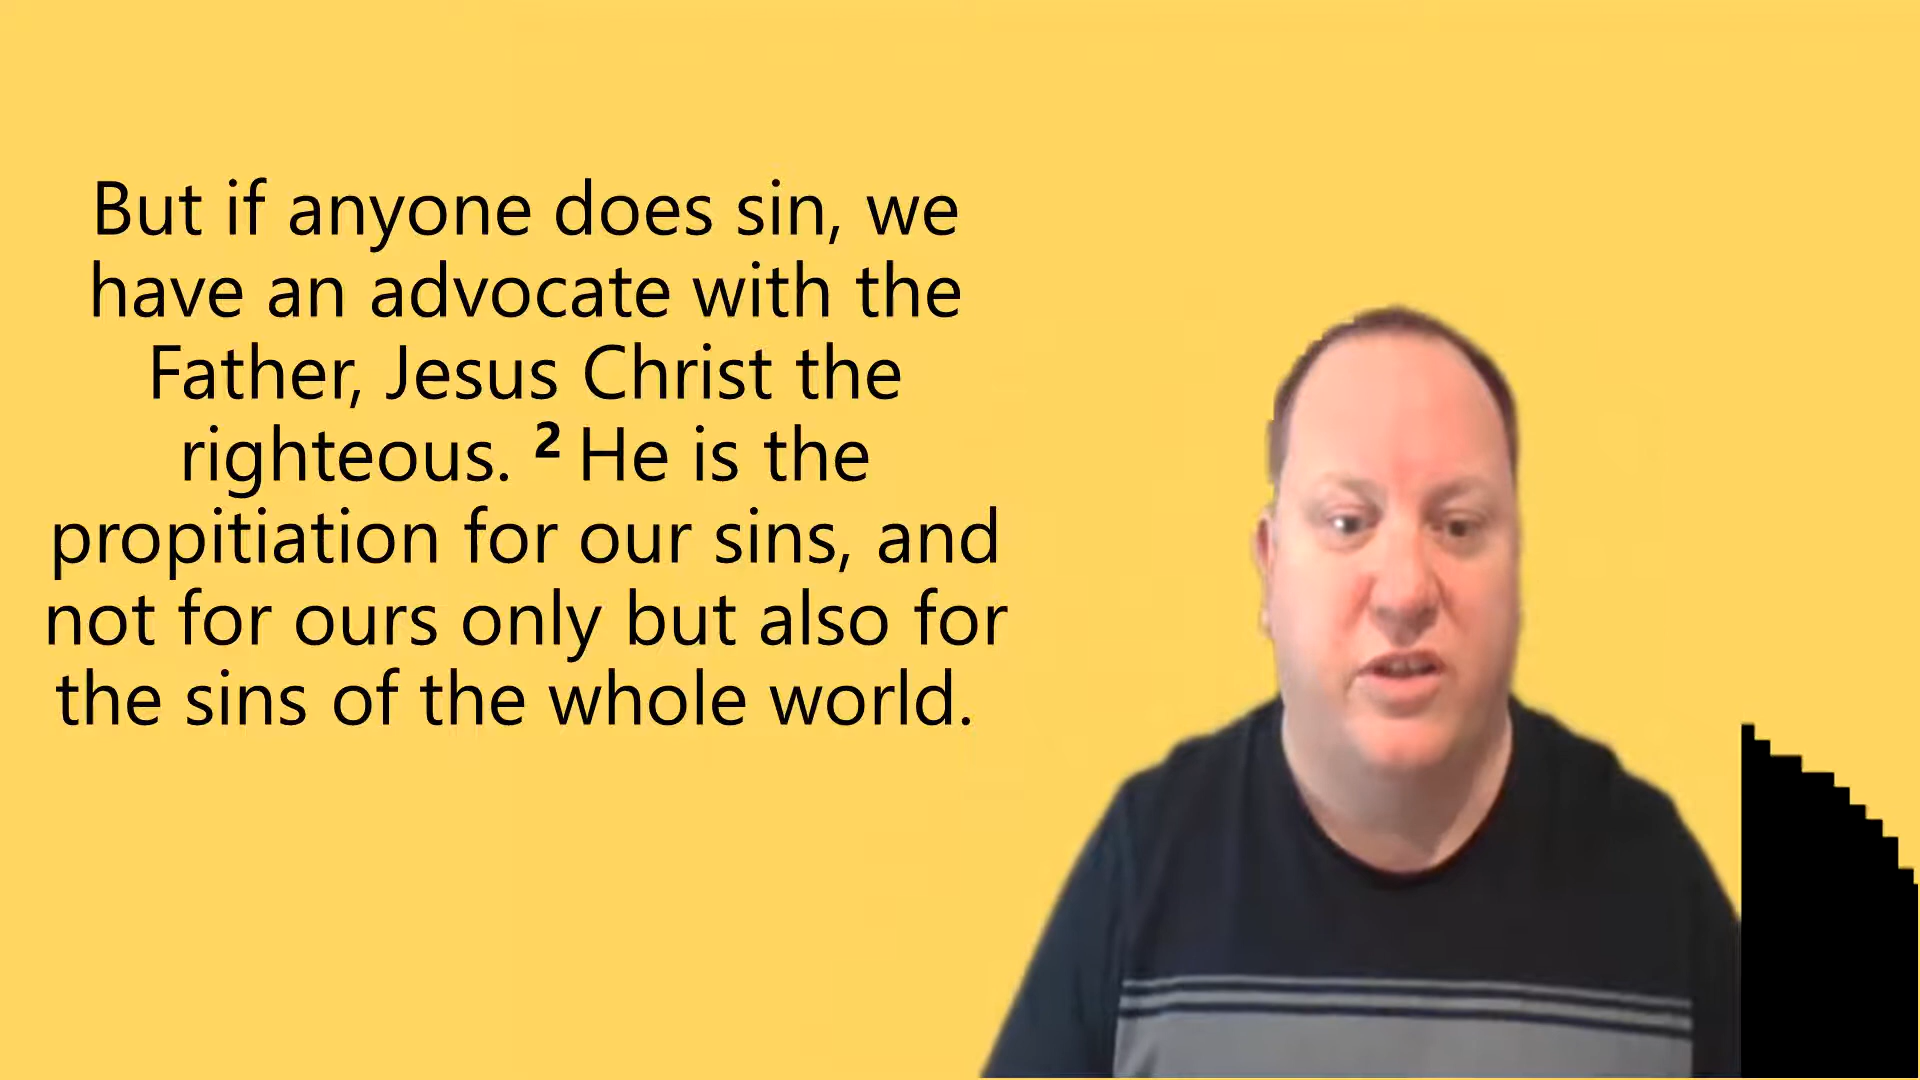 But if anyone does sin, we
have an advocate with the
Father, Jesus Christ the
righteous. ² He is the
propitiation for our sins, and
not for ours only but also for
the sins of the whole world.